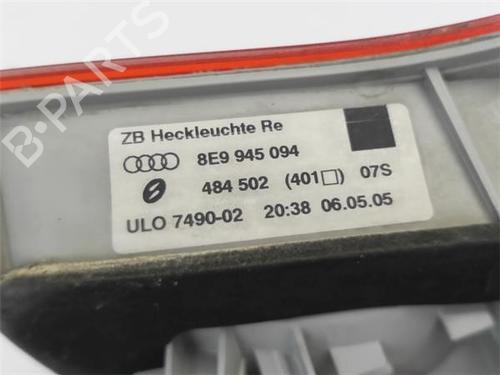 B-PARTS
ZB Heckleuchte Re
8E9 945 094
484 502 (401□) 07S
ULO 7490-02 20:38 06.05.05